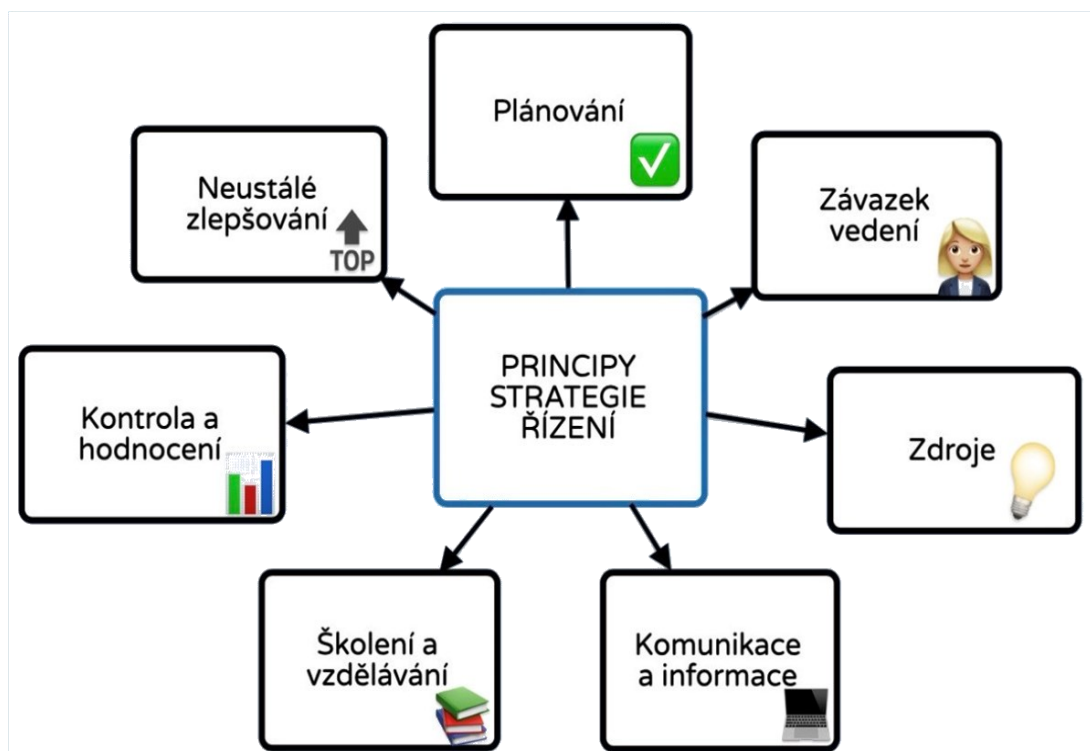 Plánování
Neustálé
zlepšování
TOP
Závazek
vedení
PRINCIPY
STRATEGIE
ŘÍZENÍ
Kontrola a
hodnocení
Zdroje
Školení a
vzdělávání
Komunikace
a informace